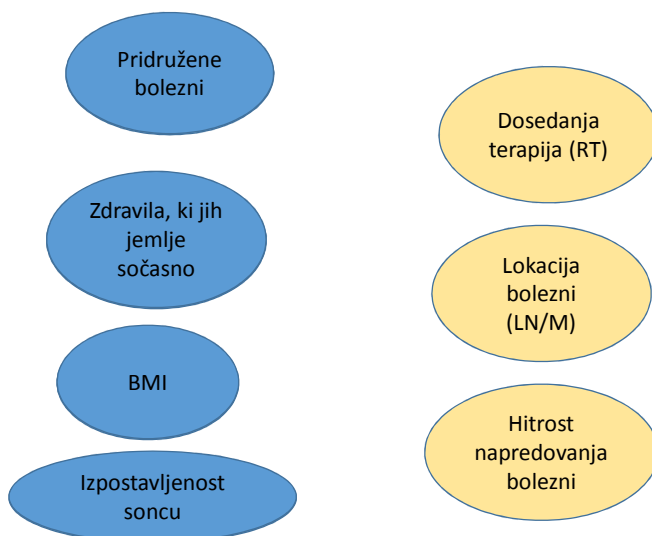 Pridružene
bolezni
Zdravila, ki jih
jemlje
sočasno
BMI
Izpostavljenost
soncu
Dosedanja
terapija (RT)
Lokacija
bolezni
(LN/M)
Hitrost
napredovanja
bolezni